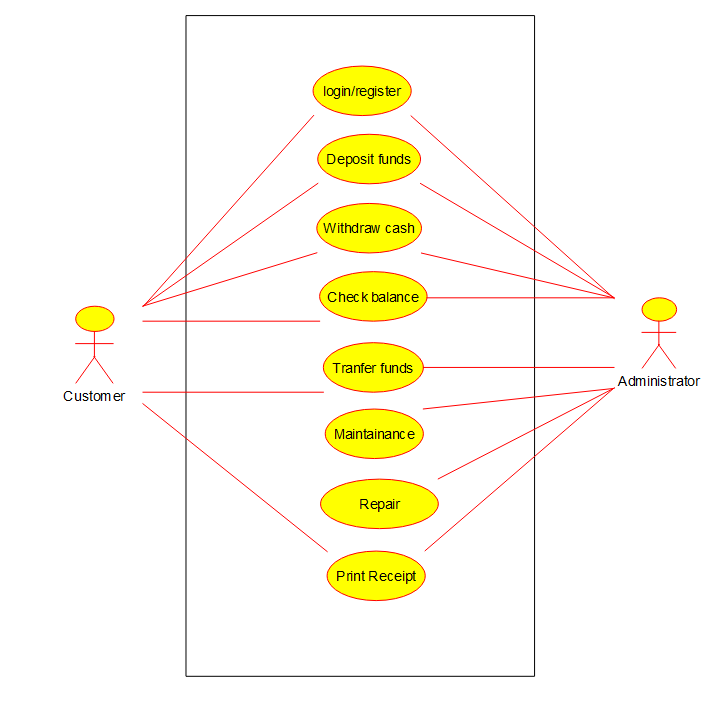 login/register
Deposit funds
Withdraw cash
Check balance
Tranfer funds
Customer
Administrator
Maintainance
Repair
Print Receipt